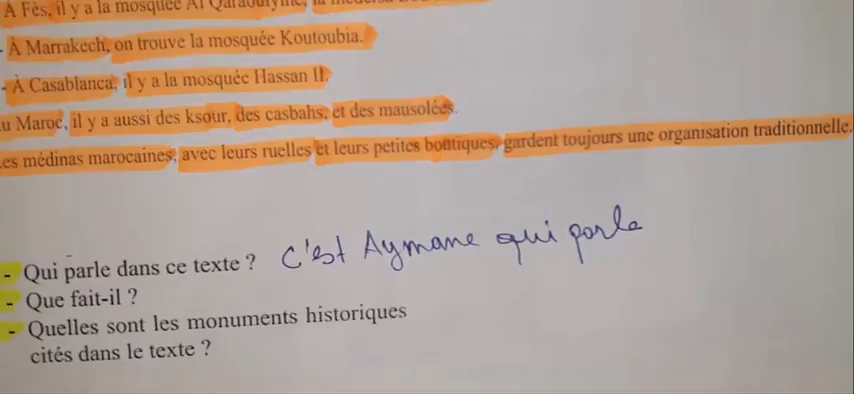 À Fès, il y a la mosquée Al
- À Marrakech, on trouve la mosquée Koutoubia.
- À Casablanca, il y a la mosquée Hassan II.
u Maroc, il y a aussi des ksour, des casbahs, et des mausolées.
es médinas marocaines, avec leurs ruelles et leurs petites boutiques, gardent toujours une organisation traditionnelle.
- Qui parle dans ce texte ? C'est Aymane qui parle
- Que fait-il ?
- Quelles sont les monuments historiques
cités dans le texte ?